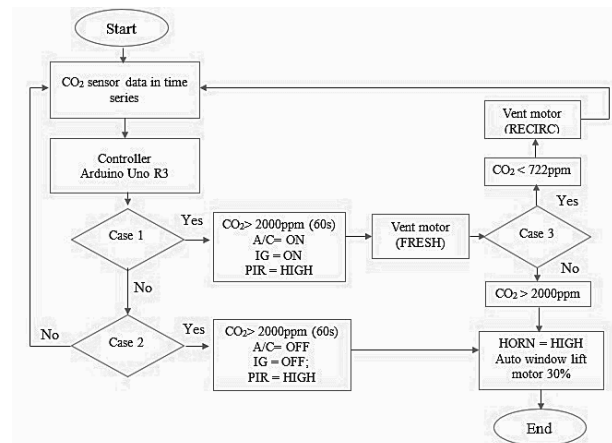 Start
CO₂ sensor data in time
series
Controller
Arduino Uno R3
Case 1
Yes
CO₂> 2000ppm (60s)
A/C= ON
IG = ON
PIR = HIGH
Vent motor
(FRESH)
Case 3
Yes
CO₂ < 722ppm
Vent motor
(RECIRC)
No
CO₂ > 2000ppm
No
Case 2
No
Yes
CO₂> 2000ppm (60s)
A/C= OFF
IG = OFF;
PIR = HIGH
HORN = HIGH
Auto window lift
motor 30%
End